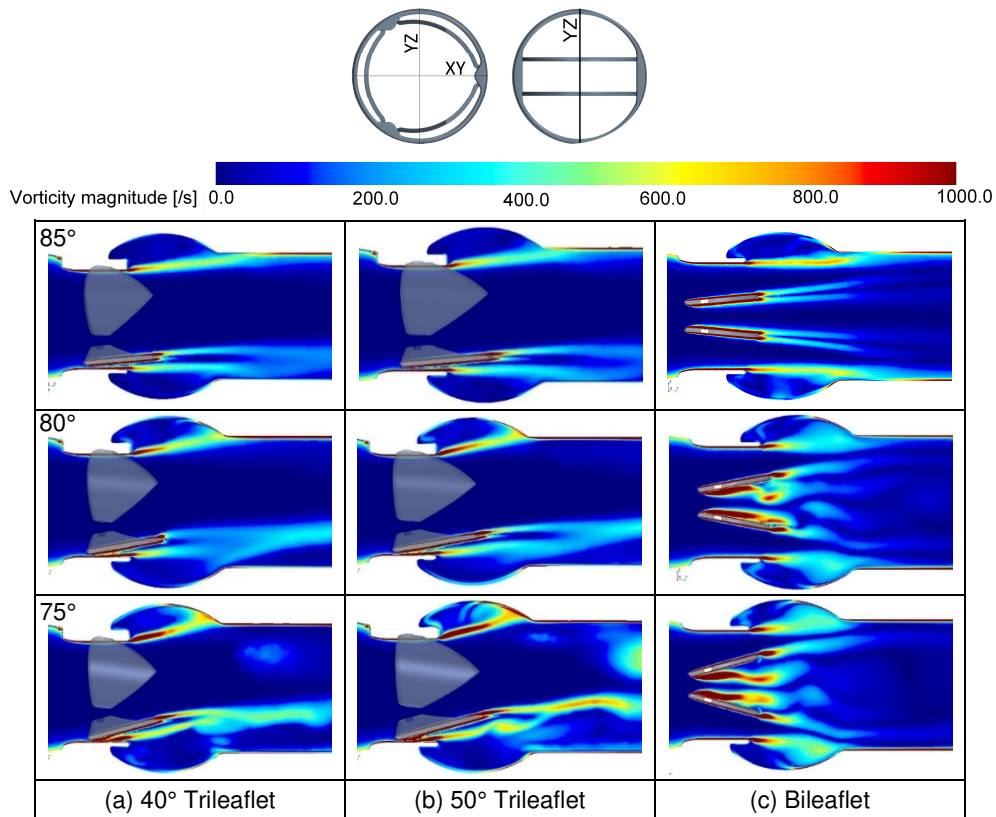 YZ
XY
YZ
Vorticity magnitude [/s] 0.0 200.0 400.0 600.0 800.0 1000.0
85°
80°
75°
(a) 40° Trileaflet (b) 50° Trileaflet (c) Bileaflet